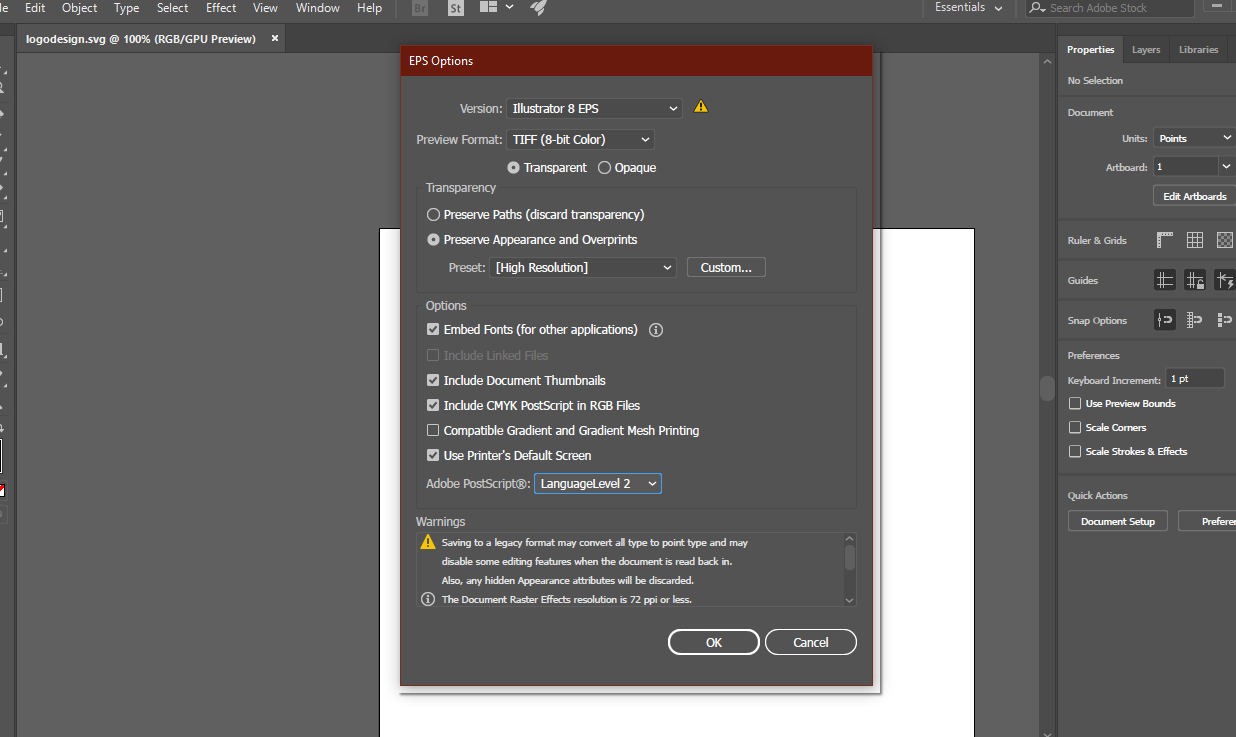 Edit Object Type Select Effect View Window Help Br St Essentials Search Adobe Stock
logodesign.svg @ 100% (RGB/GPU Preview) ×
EPS Options
Version: Illustrator 8 EPS
Preview Format: TIFF (8-bit Color)
Transparent Opaque
Transparency
Preserve Paths (discard transparency)
Preserve Appearance and Overprints
Preset: [High Resolution] Custom...
Options
Embed Fonts (for other applications)
Include Linked Files
Include Document Thumbnails
Include CMYK PostScript in RGB Files
Compatible Gradient and Gradient Mesh Printing
Use Printer's Default Screen
Adobe PostScript®: LanguageLevel 2
Warnings
Saving to a legacy format may convert all type to point type and may
disable some editing features when the document is read back in.
Also, any hidden Appearance attributes will be discarded.
The Document Raster Effects resolution is 72 ppi or less.
OK Cancel
Properties Layers Libraries
No Selection
Document
Units: Points
Artboard: 1
Edit Artboards
Ruler & Grids
Guides
Snap Options
Preferences
Keyboard Increment: 1 pt
Use Preview Bounds
Scale Corners
Scale Strokes & Effects
Quick Actions
Document Setup Prefere